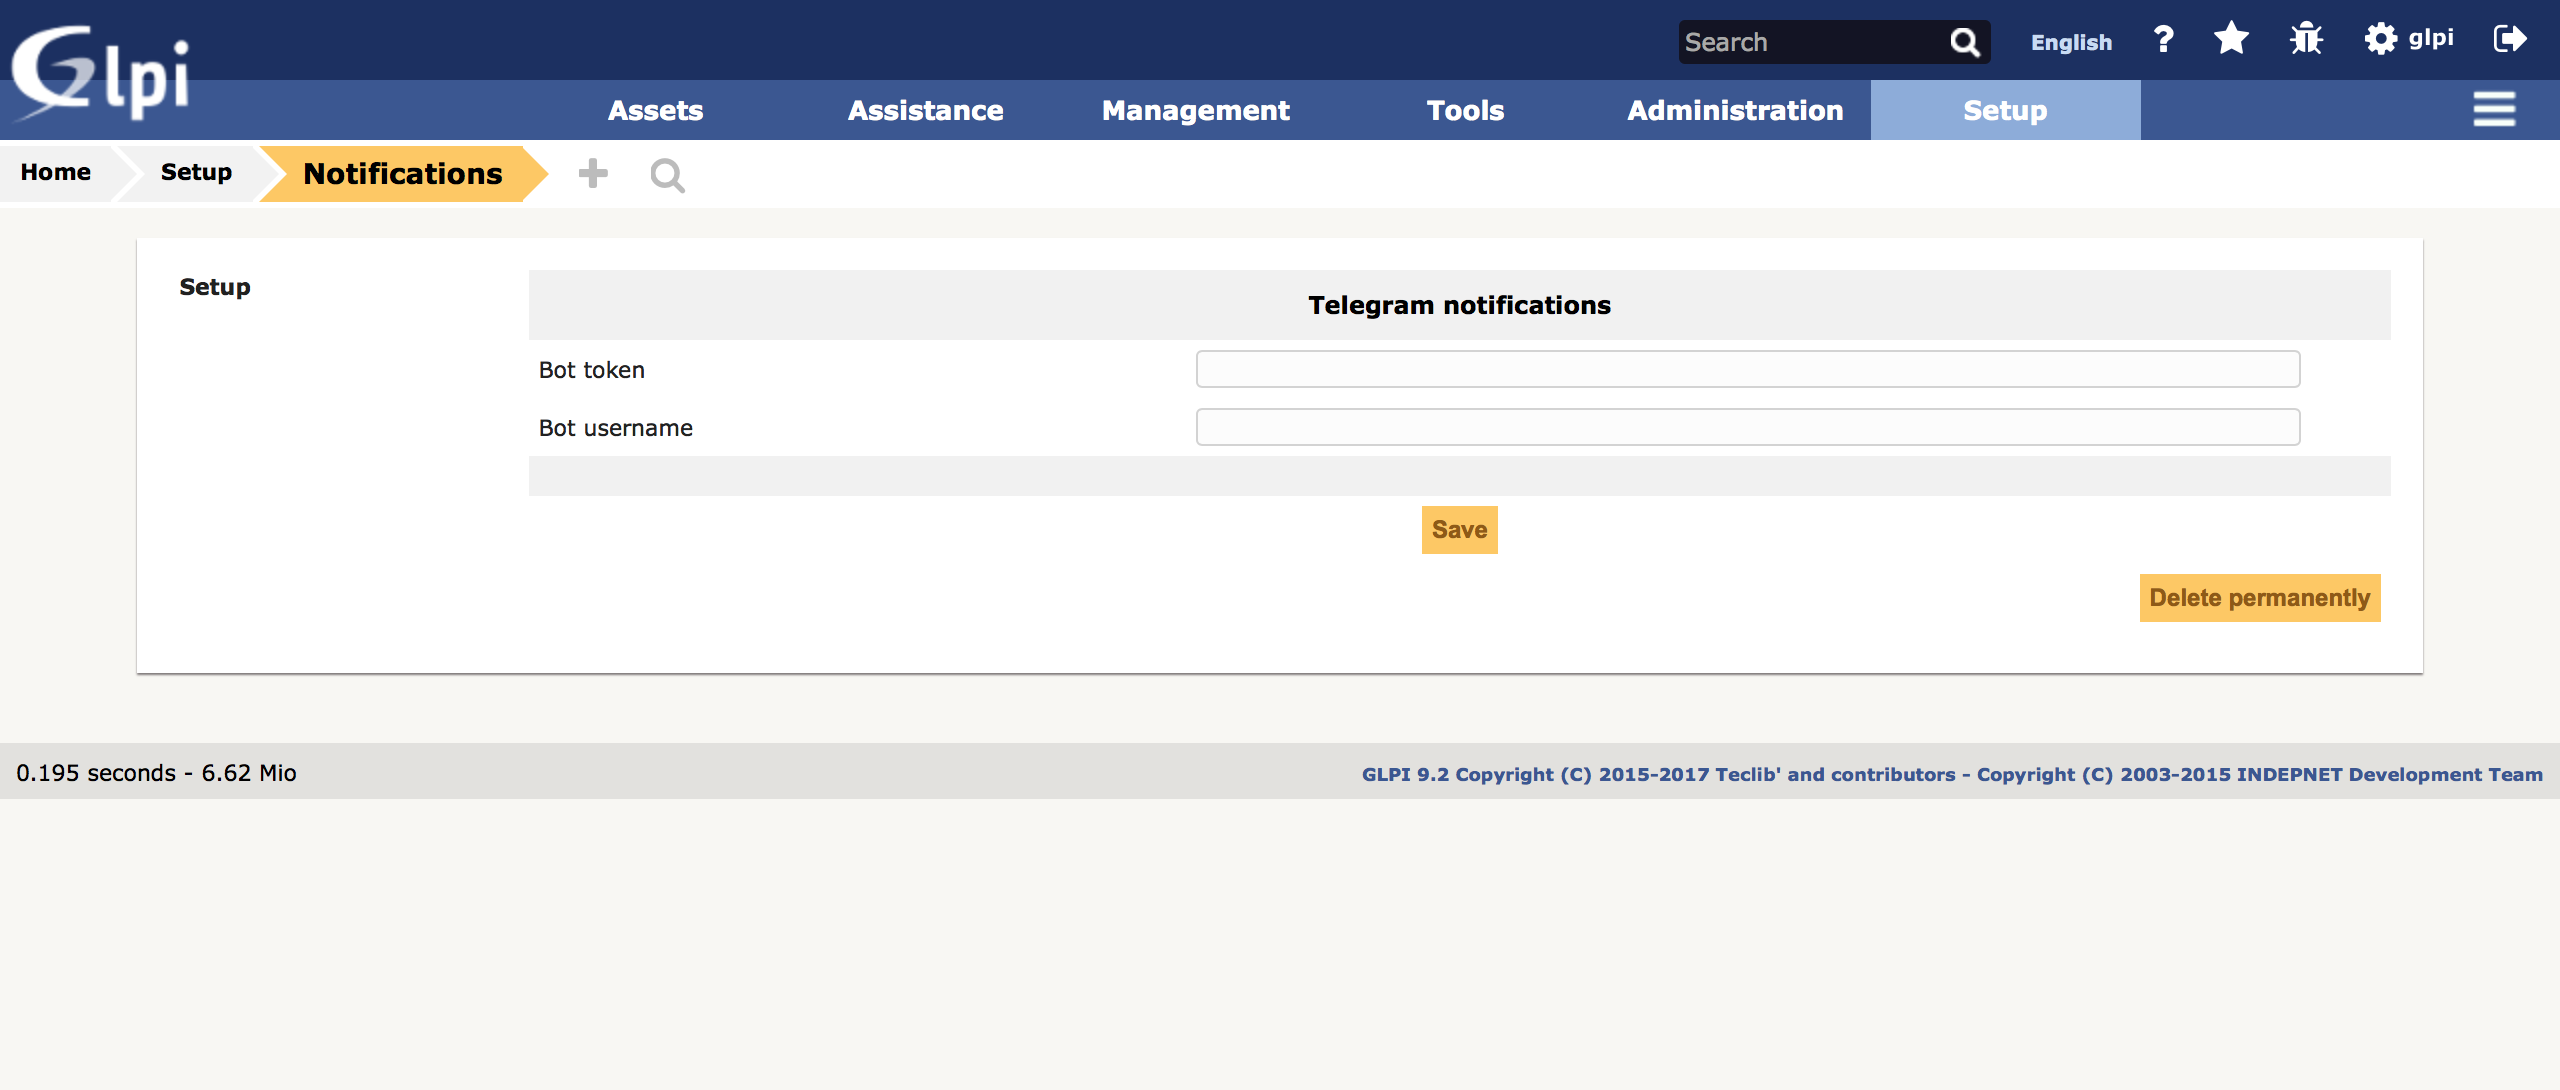 Glpi
Search
English
? glpi
Assets Assistance Management Tools Administration Setup
Home Setup Notifications
Setup
Telegram notifications
Bot token
Bot username
Save
Delete permanently
0.195 seconds - 6.62 Mio
GLPI 9.2 Copyright (C) 2015-2017 Teclib' and contributors - Copyright (C) 2003-2015 INDEPNET Development Team